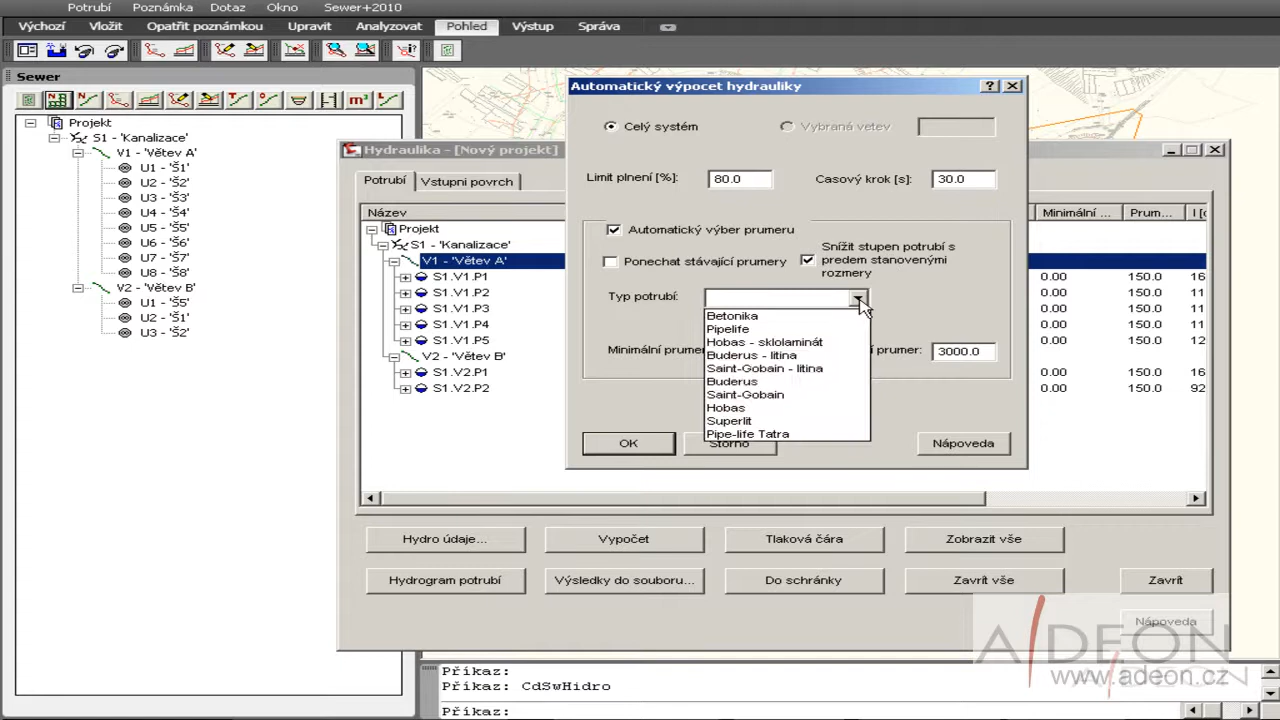 Potrubí Poznámka Dotaz Okno Sewer+2010
Výchozí Vložit Opatřit poznámkou Upravit Analyzovat Pohled Výstup Správa
Sewer
Projekt
S1 - 'Kanalizace'
V1 - 'Větev A'
U1 - 'Š1'
U2 - 'Š2'
U3 - 'Š3'
U4 - 'Š4'
U5 - 'Š5'
U6 - 'Š6'
U7 - 'Š7'
U8 - 'Š8'
V2 - 'Větev B'
U1 - 'Š5'
U2 - 'Š1'
U3 - 'Š2'
Hydraulika - [Nový projekt]
Potrubí Vstupni povrch
Název Minimální ... Prum...
Projekt
S1 - 'Kanalizace'
V1 - 'Větev A'
S1.V1.P1 0.00 150.0 16
S1.V1.P2 0.00 150.0 11
S1.V1.P3 0.00 150.0 11
S1.V1.P4 0.00 150.0 11
S1.V1.P5 0.00 150.0 12
V2 - 'Větev B'
S1.V2.P1 0.00 150.0 16
S1.V2.P2 0.00 150.0 92
Automatický výpocet hydrauliky
Celý systém Vybraná vetev
Limit plnení [%]: 80.0 Casový krok [s]: 30.0
Automatický výber prumeru
Ponechat stávající prumery
Snížit stupen potrubí s
predem stanovenými
rozmery
Typ potrubí:
Betonika
Pipelife
Hobas - sklolaminát
Buderus - litina
Saint-Gobain - litina
Buderus
Saint-Gobain
Hobas
Superlit
Pipe-life Tatra
Minimální prumer prumer: 3000.0
OK Storno Nápoveda
Hydro údaje... Vypočet Tlaková čára Zobrazit vše
Hydrogram potrubí Výsledky do souboru... Do schránky Zavrít vše Zavrít
Nápoveda
Příkaz:
Příkaz: CdSwHidro
Příkaz:
ADEON
www.adeon.cz